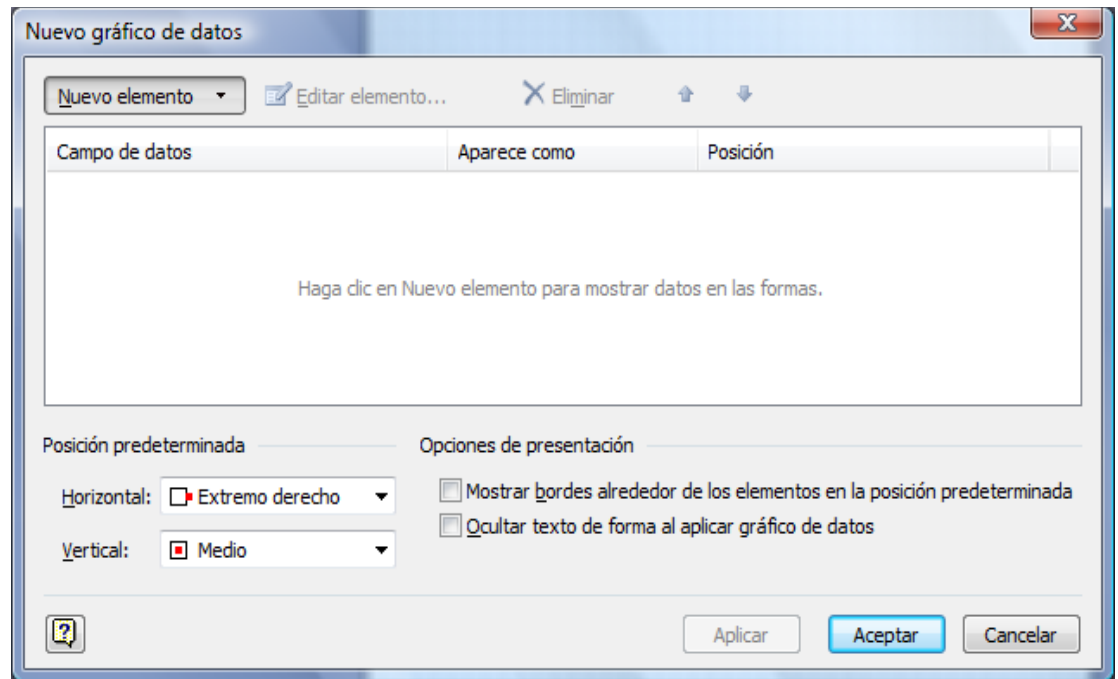 Nuevo gráfico de datos
Nuevo elemento Editar elemento... Eliminar
Campo de datos Aparece como Posición
Haga clic en Nuevo elemento para mostrar datos en las formas.
Posición predeterminada Opciones de presentación
Horizontal: Extremo derecho Mostrar bordes alrededor de los elementos en la posición predeterminada
Ocultar texto de forma al aplicar gráfico de datos
Vertical: Medio
Aplicar Aceptar Cancelar